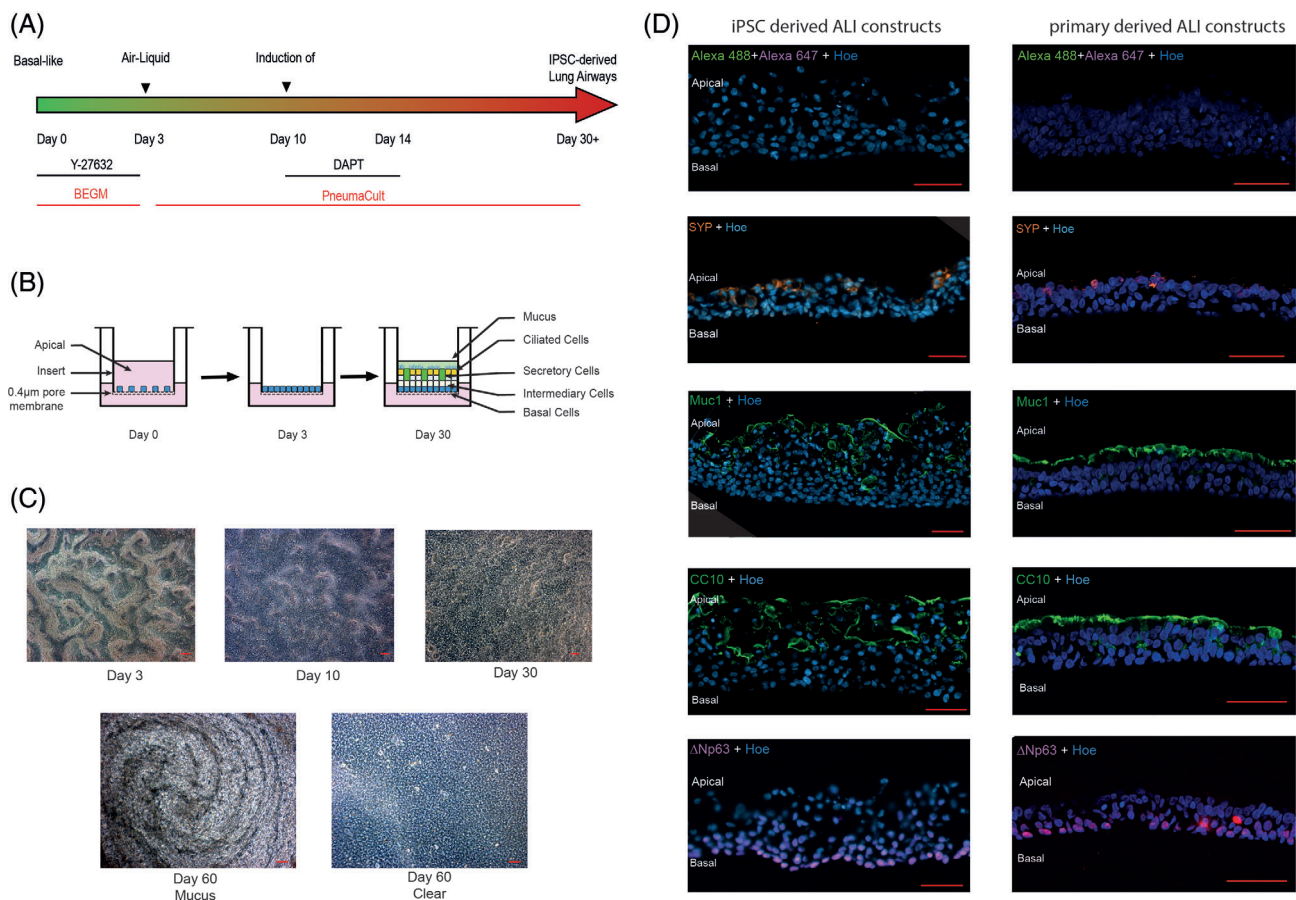 (A)
Basal-like
Air-Liquid
Induction of
IPSC-derived
Lung Airways
Day 0
Day 3
Day 10
Day 14
Day 30+
Y-27632
DAPT
BEGM
PneumaCult
(B)
Apical
Insert
0.4µm pore
membrane
Mucus
Ciliated Cells
Secretory Cells
Intermediary Cells
Basal Cells
Day 0
Day 3
Day 30
(C)
Day 3
Day 10
Day 30
Day 60
Mucus
Day 60
Clear
(D)
iPSC derived ALI constructs
primary derived ALI constructs
Alexa 488+Alexa 647 + Hoe
Apical
Basal
Alexa 488+Alexa 647 + Hoe
Apical
Basal
SYP + Hoe
Apical
Basal
SYP + Hoe
Apical
Basal
Muc1 + Hoe
Apical
Basal
Muc1 + Hoe
Apical
Basal
CC10 + Hoe
Apical
Basal
CC10 + Hoe
Apical
Basal
ΔNp63 + Hoe
Apical
Basal
ΔNp63 + Hoe
Apical
Basal